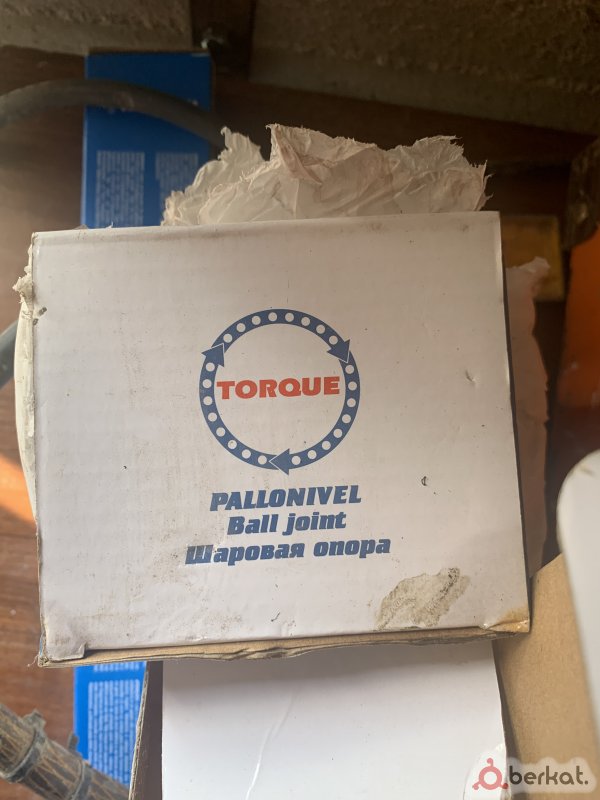 TORQUE
PALLONIVEL
Ball joint
Шаровая опора
berkat.